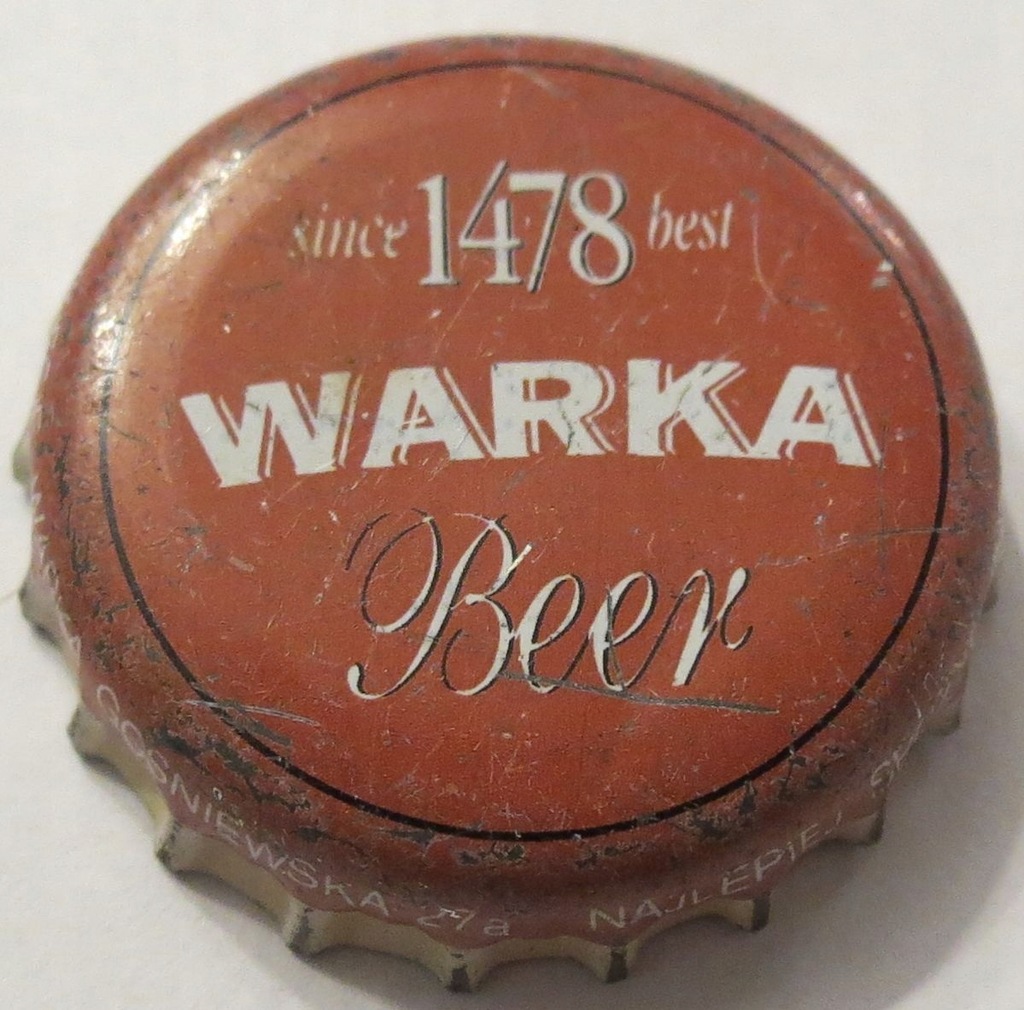 since 1478 best
WARKA
Beer
GOŚNIEWSKA 27a NAJLEPIEJ